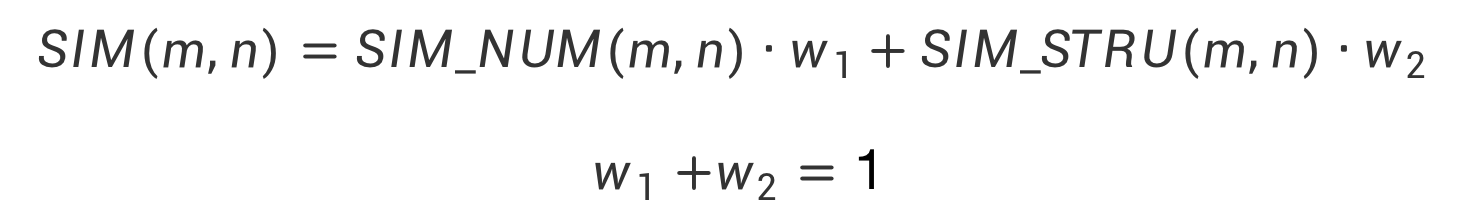 SIM(m, n) = SIM_NUM(m, n) · w₁ + SIM_STRU(m, n) · w₂
w₁ +w₂ = 1